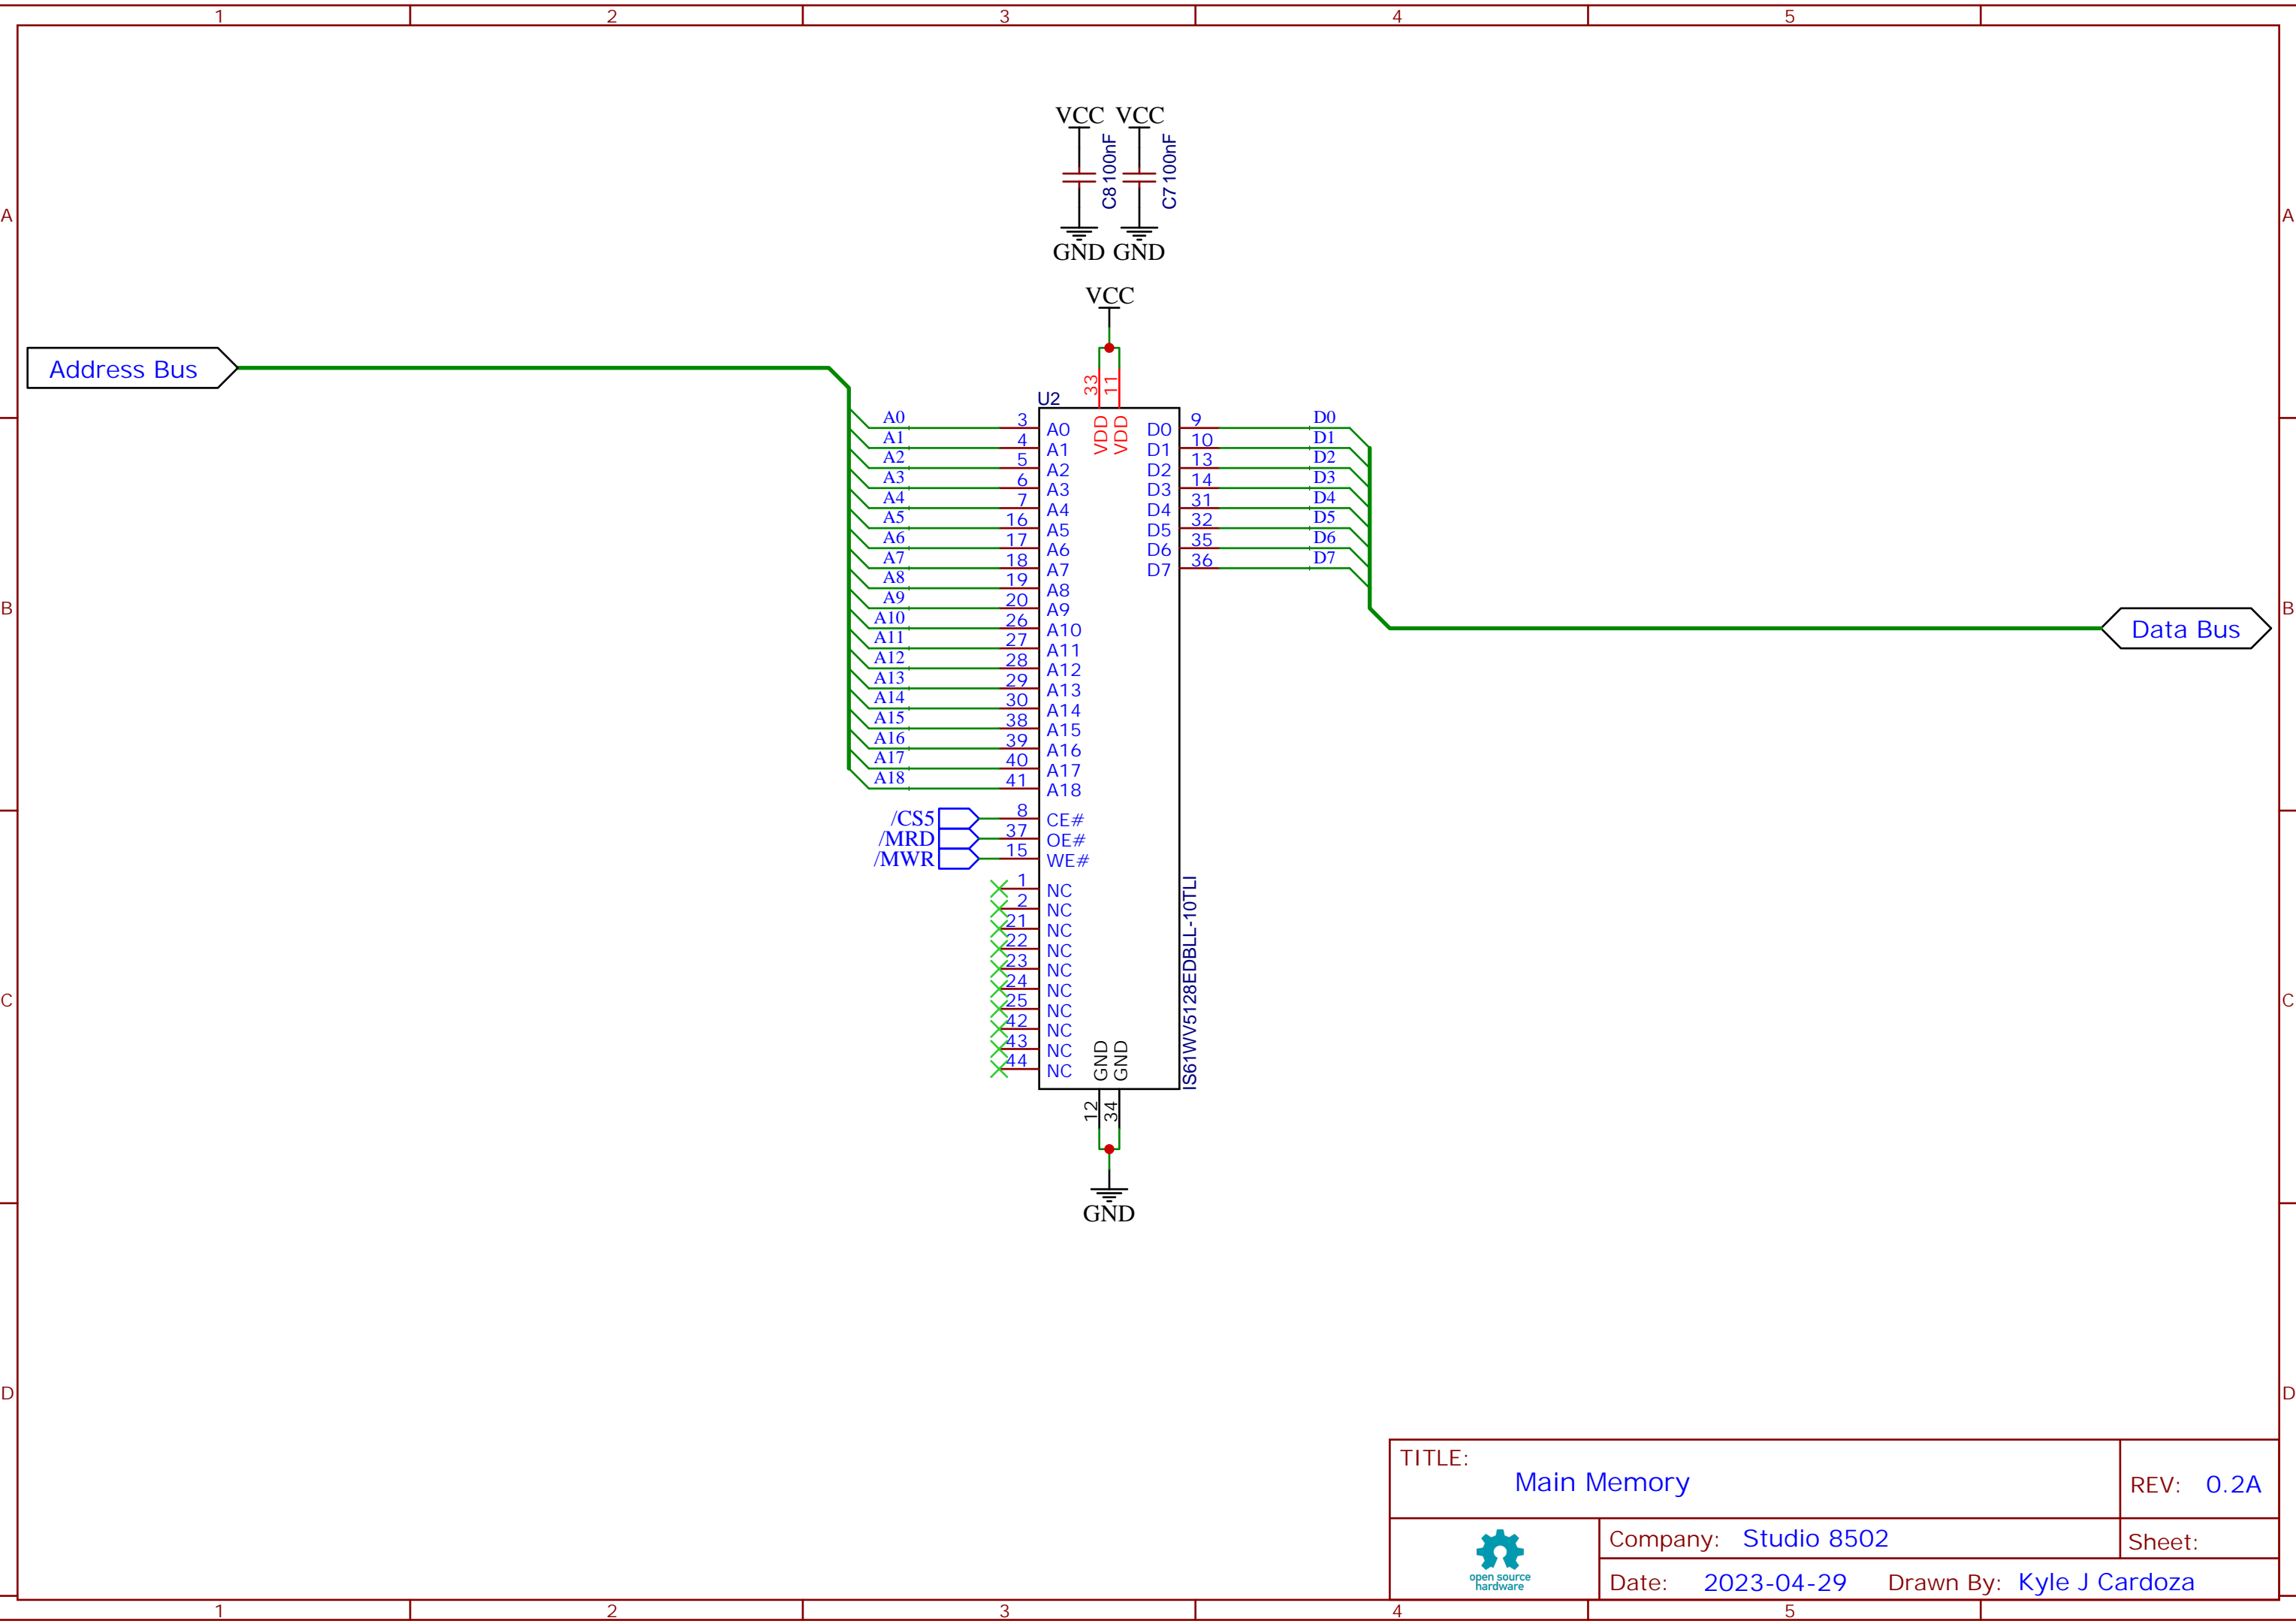 1 2 3 4 5
VCC VCC
C8 100nF
C7 100nF
A A
GND GND
VCC
Address Bus
33 11
U2
VDD VDD
A0 3 A0 D0 9 D0
A1 4 A1 D1 10 D1
A2 5 A2 D2 13 D2
A3 6 A3 D3 14 D3
A4 7 A4 D4 31 D4
A5 16 A5 D5 32 D5
A6 17 A6 D6 35 D6
A7 18 A7 D7 36 D7
A8 19 A8
A9 20 A9
B B
A10 26 A10
Data Bus
A11 27 A11
A12 28 A12
A13 29 A13
A14 30 A14
A15 38 A15
A16 39 A16
A17 40 A17
A18 41 A18
/CS5 8 CE#
/MRD 37 OE#
/MWR 15 WE#
1 NC
2 NC
21 NC
22 NC
23 NC
24 NC
25 NC
42 NC
43 NC
44 NC
IS61WV5128EDBLL-10TLI
C C
GND GND
12 34
GND
D D
TITLE:
Main Memory
REV: 0.2A
open source
hardware
Company: Studio 8502
Sheet:
Date: 2023-04-29 Drawn By: Kyle J Cardoza
1 2 3 4 5